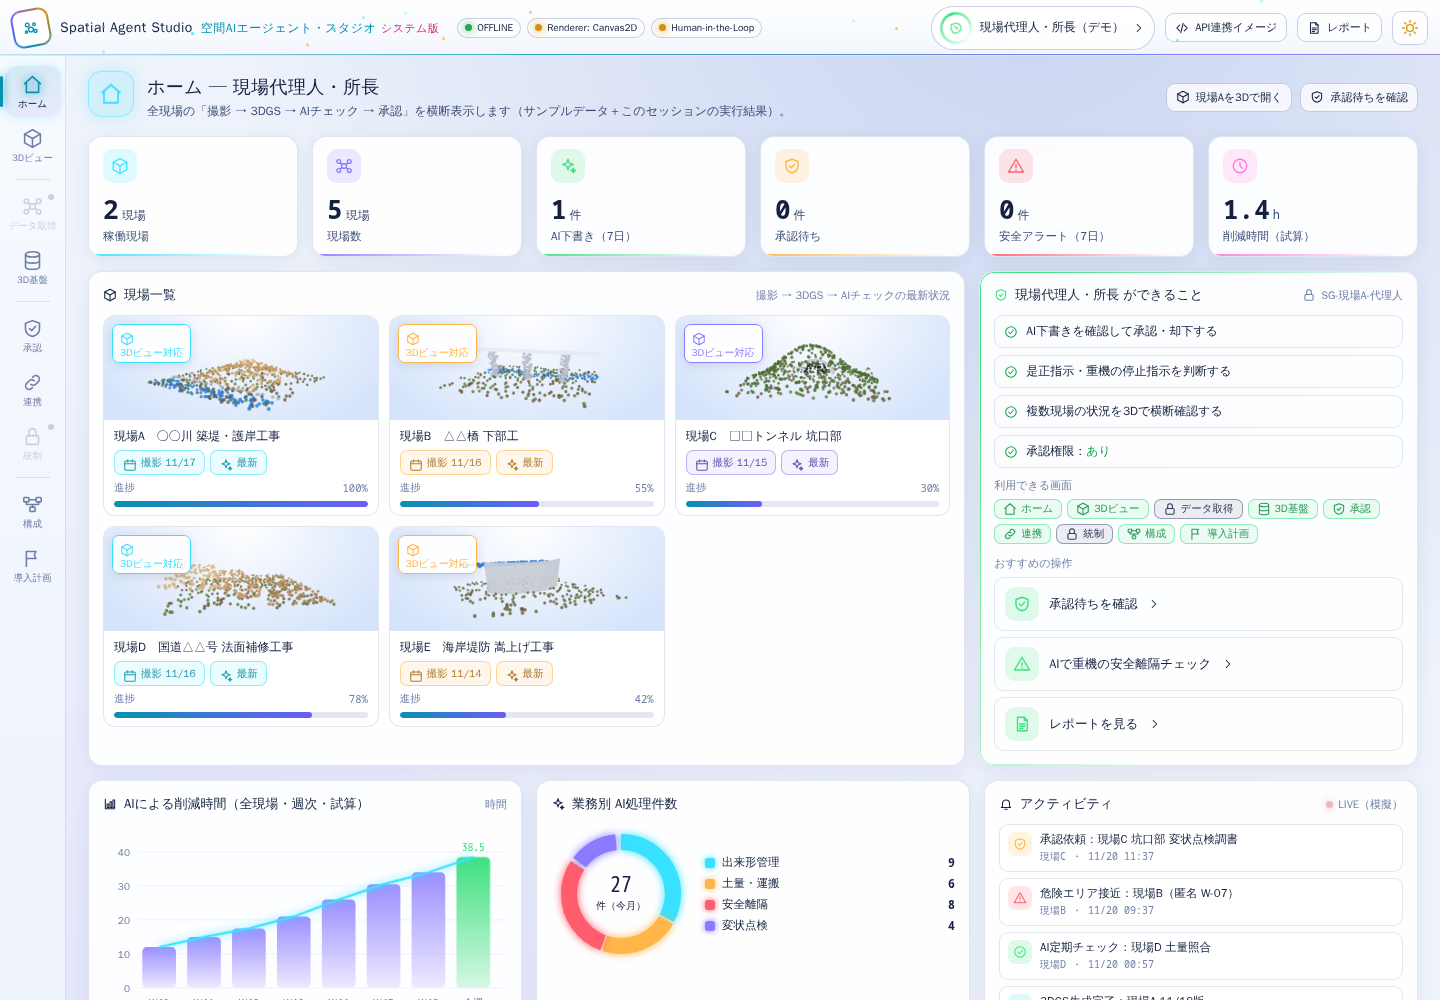 Spatial Agent Studio 空間AIエージェント・スタジオ システム版
OFFLINE
Renderer: Canvas2D
Human-in-the-Loop
現場代理人・所長（デモ）
API連携イメージ
レポート
ホーム
3Dビュー
データ取得
3D基盤
承認
連携
統制
構成
導入計画
ホーム — 現場代理人・所長
全現場の「撮影 → 3DGS → AIチェック → 承認」を横断表示します（サンプルデータ＋このセッションの実行結果）。
現場Aを3Dで開く
承認待ちを確認
2 現場
稼働現場
5 現場
現場数
1 件
AI下書き（7日）
0 件
承認待ち
0 件
安全アラート（7日）
1.4 h
削減時間（試算）
現場一覧
撮影 → 3DGS → AIチェックの最新状況
3Dビュー対応
現場A　〇〇川 築堤・護岸工事
撮影 11/17
最新
進捗
100%
3Dビュー対応
現場B　△△橋 下部工
撮影 11/16
最新
進捗
55%
3Dビュー対応
現場C　□□トンネル 坑口部
撮影 11/15
最新
進捗
30%
3Dビュー対応
現場D　国道△△号 法面補修工事
撮影 11/16
最新
進捗
78%
3Dビュー対応
現場E　海岸堤防 嵩上げ工事
撮影 11/14
最新
進捗
42%
現場代理人・所長 ができること
SG-現場A-代理人
AI下書きを確認して承認・却下する
是正指示・重機の停止指示を判断する
複数現場の状況を3Dで横断確認する
承認権限：あり
利用できる画面
ホーム
3Dビュー
データ取得
3D基盤
承認
連携
統制
構成
導入計画
おすすめの操作
承認待ちを確認
AIで重機の安全離隔チェック
レポートを見る
AIによる削減時間（全現場・週次・試算）
時間
38.5
40
30
20
10
0
業務別 AI処理件数
27
件（今月）
出来形管理 9
土量・運搬 6
安全離隔 8
変状点検 4
アクティビティ
LIVE（模擬）
承認依頼：現場C 坑口部 変状点検調書
現場C ・ 11/20 11:37
危険エリア接近：現場B（匿名 W-07）
現場B ・ 11/20 09:37
AI定期チェック：現場D 土量照合
現場D ・ 11/20 00:57